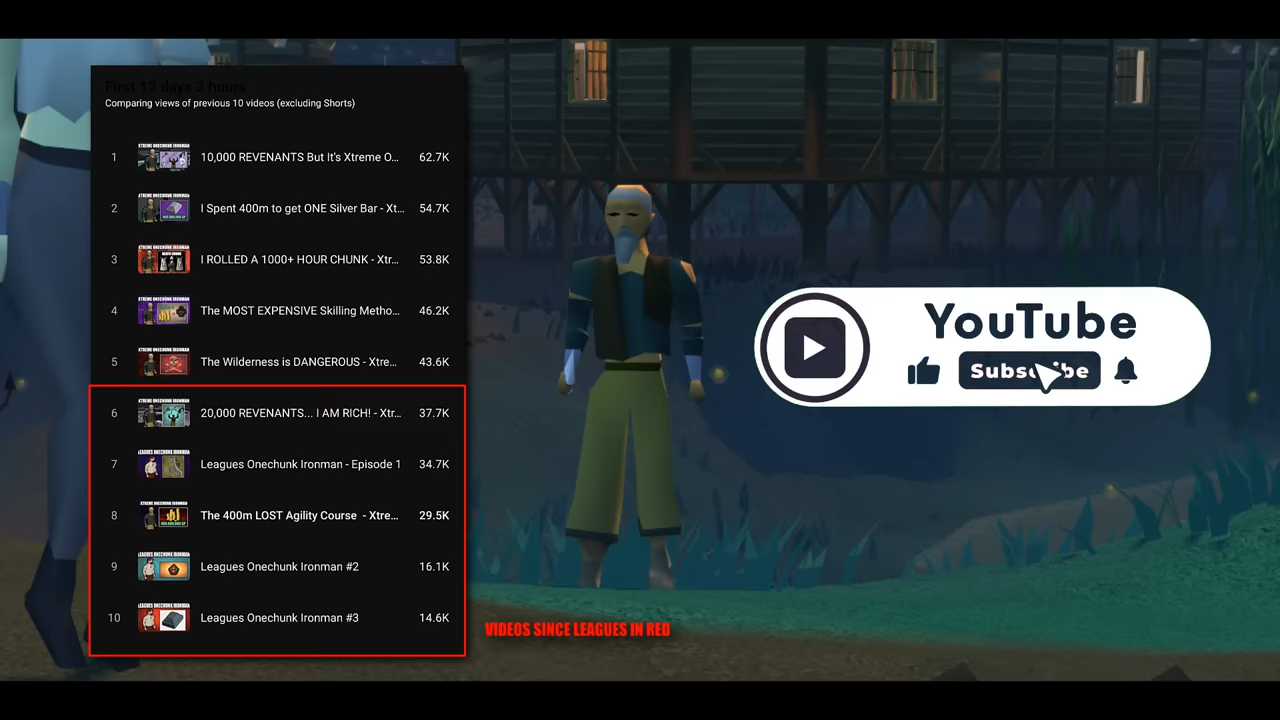 First 12 days 3 hours
Comparing views of previous 10 videos (excluding Shorts)
1 10,000 REVENANTS But It's Xtreme O... 62.7K
2 I Spent 400m to get ONE Silver Bar - Xt... 54.7K
3 I ROLLED A 1000+ HOUR CHUNK - Xtr... 53.8K
4 The MOST EXPENSIVE Skilling Metho... 46.2K
5 The Wilderness is DANGEROUS - Xtre... 43.6K
6 20,000 REVENANTS... I AM RICH! - Xtr... 37.7K
7 Leagues Onechunk Ironman - Episode 1 34.7K
8 The 400m LOST Agility Course - Xtre... 29.5K
9 Leagues Onechunk Ironman #2 16.1K
10 Leagues Onechunk Ironman #3 14.6K
VIDEOS SINCE LEAGUES IN RED
YouTube
Subscribe